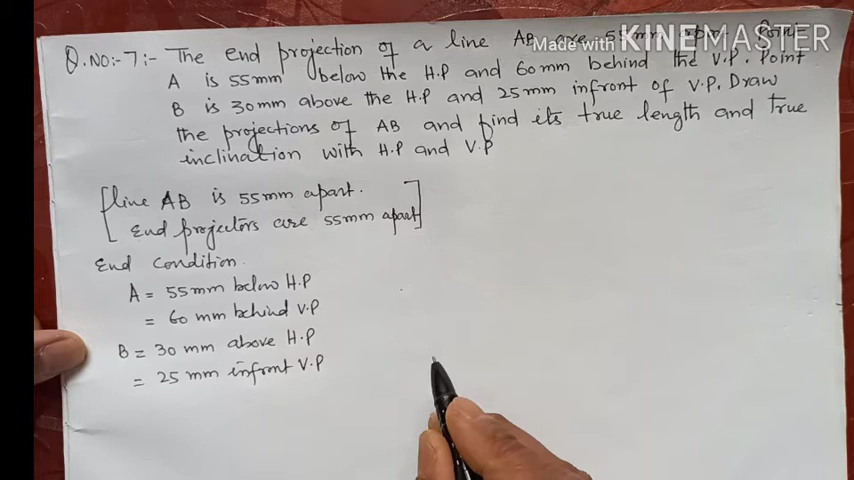 Q.NO:-7:- The end projection of a line AB are 55mm apart. Point
Made with KINEMASTER
A is 55mm below the H.P and 60mm behind the V.P. Point
B is 30mm above the H.P and 25mm infront of V.P. Draw
the projections of AB and find its true length and true
inclination with H.P and V.P
[line AB is 55mm apart.
End projectors are 55mm apart]
End Condition.
A = 55mm below H.P
= 60 mm behind V.P
B = 30 mm above H.P
= 25 mm infront V.P